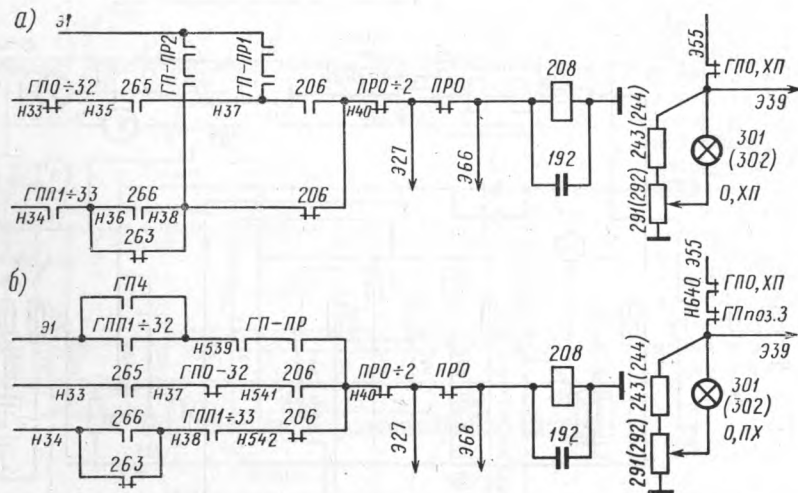 а)
Э1
ГП-ПР2
ГП-ПР1
Э55
ГПО,ХП
ГПО÷32
265
206
ПРО÷2
ПРО
208
Э39
Н33
Н35
Н37
Н40
243(244)
301
(302)
Э27
Э66
192
ГПП1÷33
266
206
291(292)
О,ХП
Н34
Н36
Н38
263
б)
ГП4
Э55
Н640
ГПО,ХП
Э1
ГПП1÷32
ГП-ПР
ГПпоз.3
Н539
Э39
265
ГПО-32
206
ПРО÷2
ПРО
208
Н33
Н37
Н541
Н40
243(244)
301
(302)
266
ГПП1÷33
206
Э27
Э66
192
О,ПХ
Н34
Н38
Н542
291(292)
263